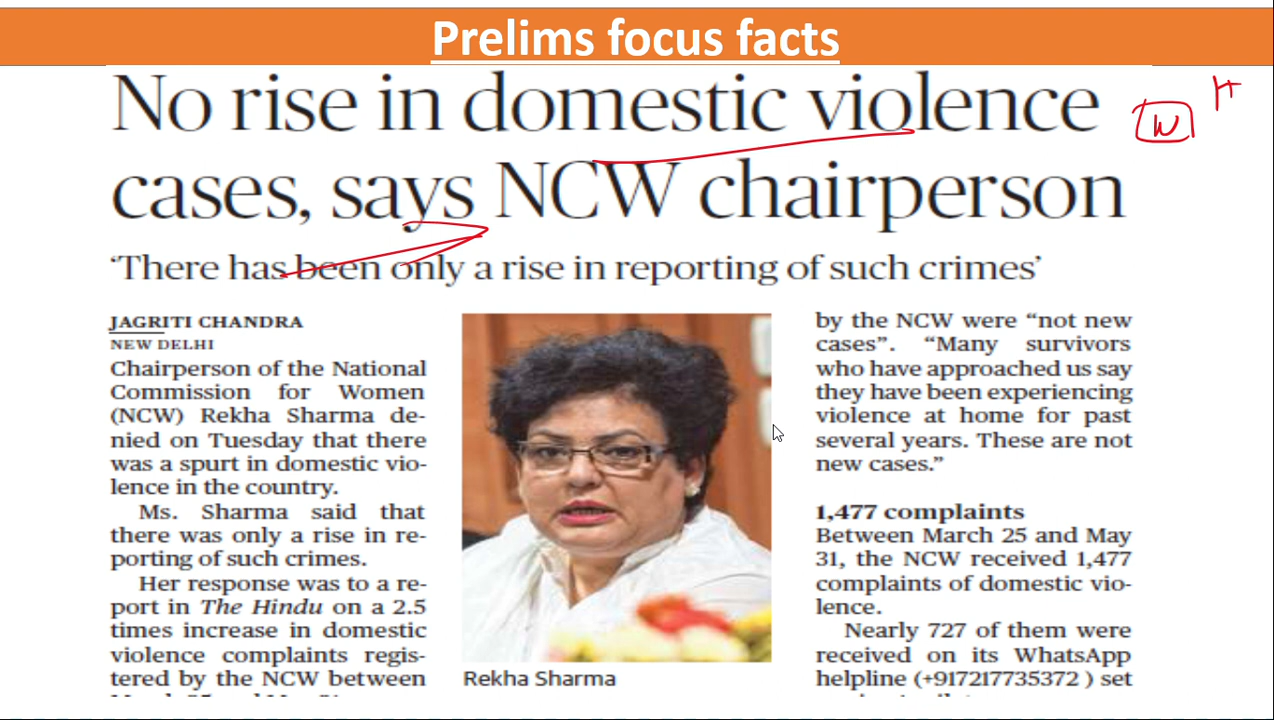 Prelims focus facts
No rise in domestic violence
cases, says NCW chairperson
W
H
‘There has been only a rise in reporting of such crimes’
JAGRITI CHANDRA
NEW DELHI
Chairperson of the National
Commission for Women
(NCW) Rekha Sharma de-
nied on Tuesday that there
was a spurt in domestic vio-
lence in the country.
Ms. Sharma said that
there was only a rise in re-
porting of such crimes.
Her response was to a re-
port in The Hindu on a 2.5
times increase in domestic
violence complaints regis-
tered by the NCW between
Rekha Sharma
by the NCW were “not new
cases”. “Many survivors
who have approached us say
they have been experiencing
violence at home for past
several years. These are not
new cases.”
1,477 complaints
Between March 25 and May
31, the NCW received 1,477
complaints of domestic vio-
lence.
Nearly 727 of them were
received on its WhatsApp
helpline (+917217735372 ) set